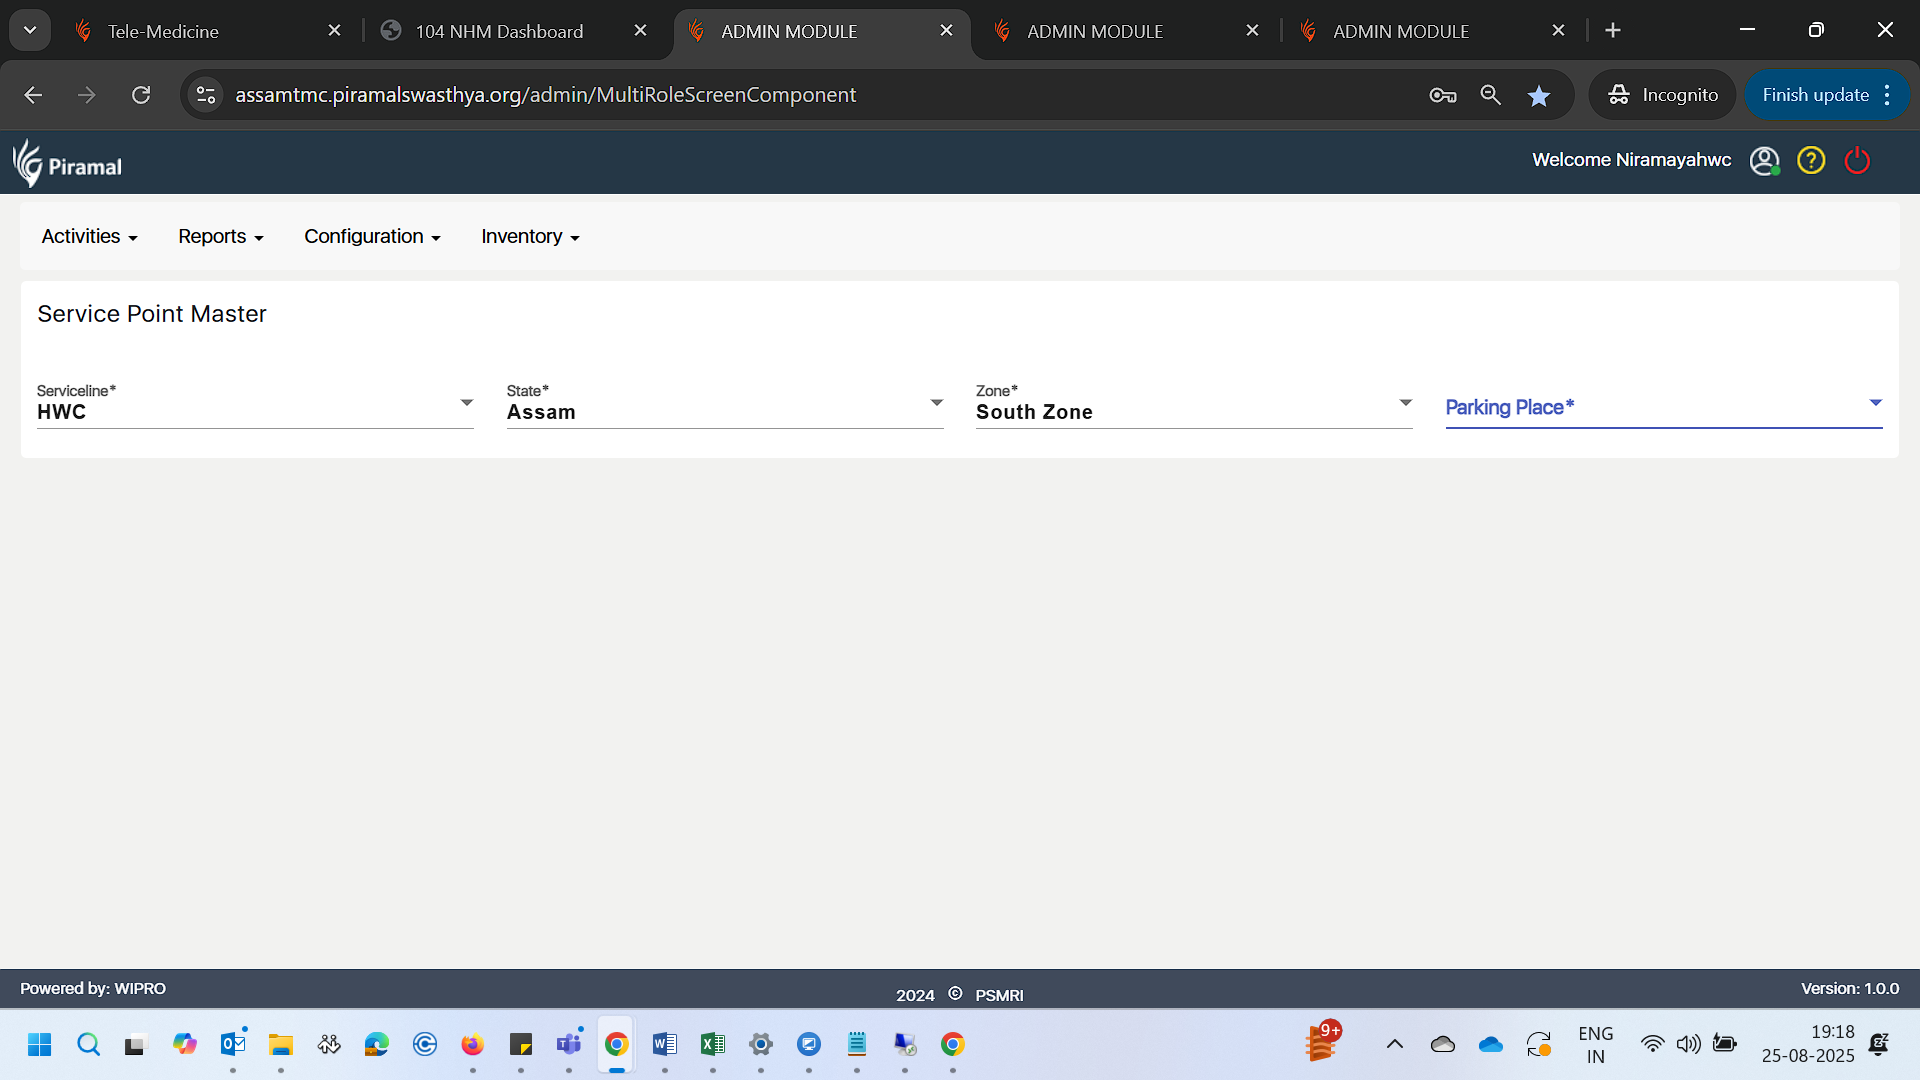 Tele-Medicine
104 NHM Dashboard
ADMIN MODULE
ADMIN MODULE
ADMIN MODULE
assamtmc.piramalswasthya.org/admin/MultiRoleScreenComponent
Incognito
Finish update
Piramal
Welcome Niramayahwc
Activities
Reports
Configuration
Inventory
Service Point Master
Serviceline*
HWC
State*
Assam
Zone*
South Zone
Parking Place*
Powered by: WIPRO
2024 © PSMRI
Version: 1.0.0
9+
ENG
IN
19:18
25-08-2025